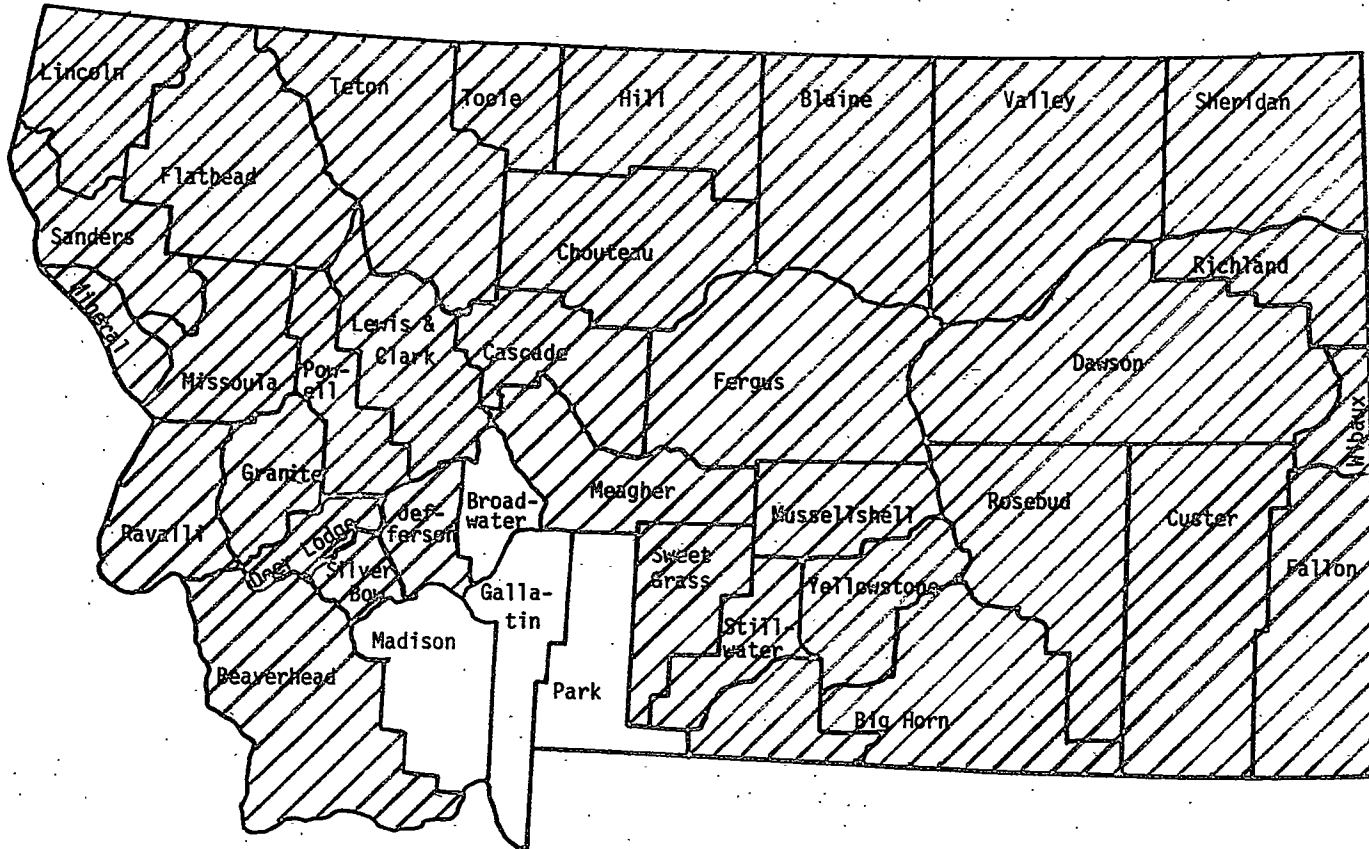 Lincoln
Teton
Toole
Hill
Blaine
Valley
Sheridan
Flathead
Sanders
Chouteau
Richland
Mineral
Lewis &
Clark
Cascade
Missoula
Pow-
ell
Fergus
Dawson
Wibaux
Granite
Meagher
Broad-
water
Jef-
ferson
Mussellshell
Rosebud
Custer
Ravalli
Deer Lodge
Silver
Bow
Sweet
Grass
Yellowstone
Fallon
Galla-
tin
Madison
Still-
water
Beaverhead
Park
Big Horn